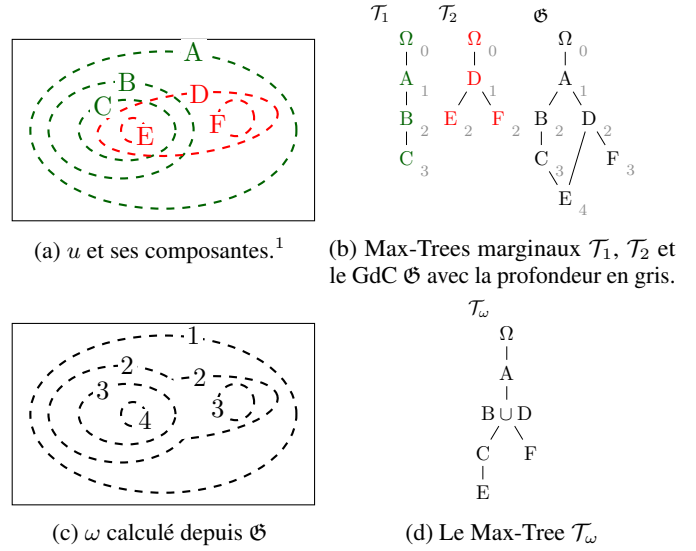 A
B
C
D
E
F
(a) u et ses composantes.¹
𝒯₁ 𝒯₂ 𝔊
Ω 0 Ω 0 Ω 0
A 1 D 1 A 1
B 2 E 2 F 2 B 2 D 2
C 3 C 3 F 3
E 4
(b) Max-Trees marginaux 𝒯₁, 𝒯₂ et
le GdC 𝔊 avec la profondeur en gris.
1
2 2
3 3
4
(c) ω calculé depuis 𝔊
𝒯ω
Ω
A
B ∪ D
C F
E
(d) Le Max-Tree 𝒯ω